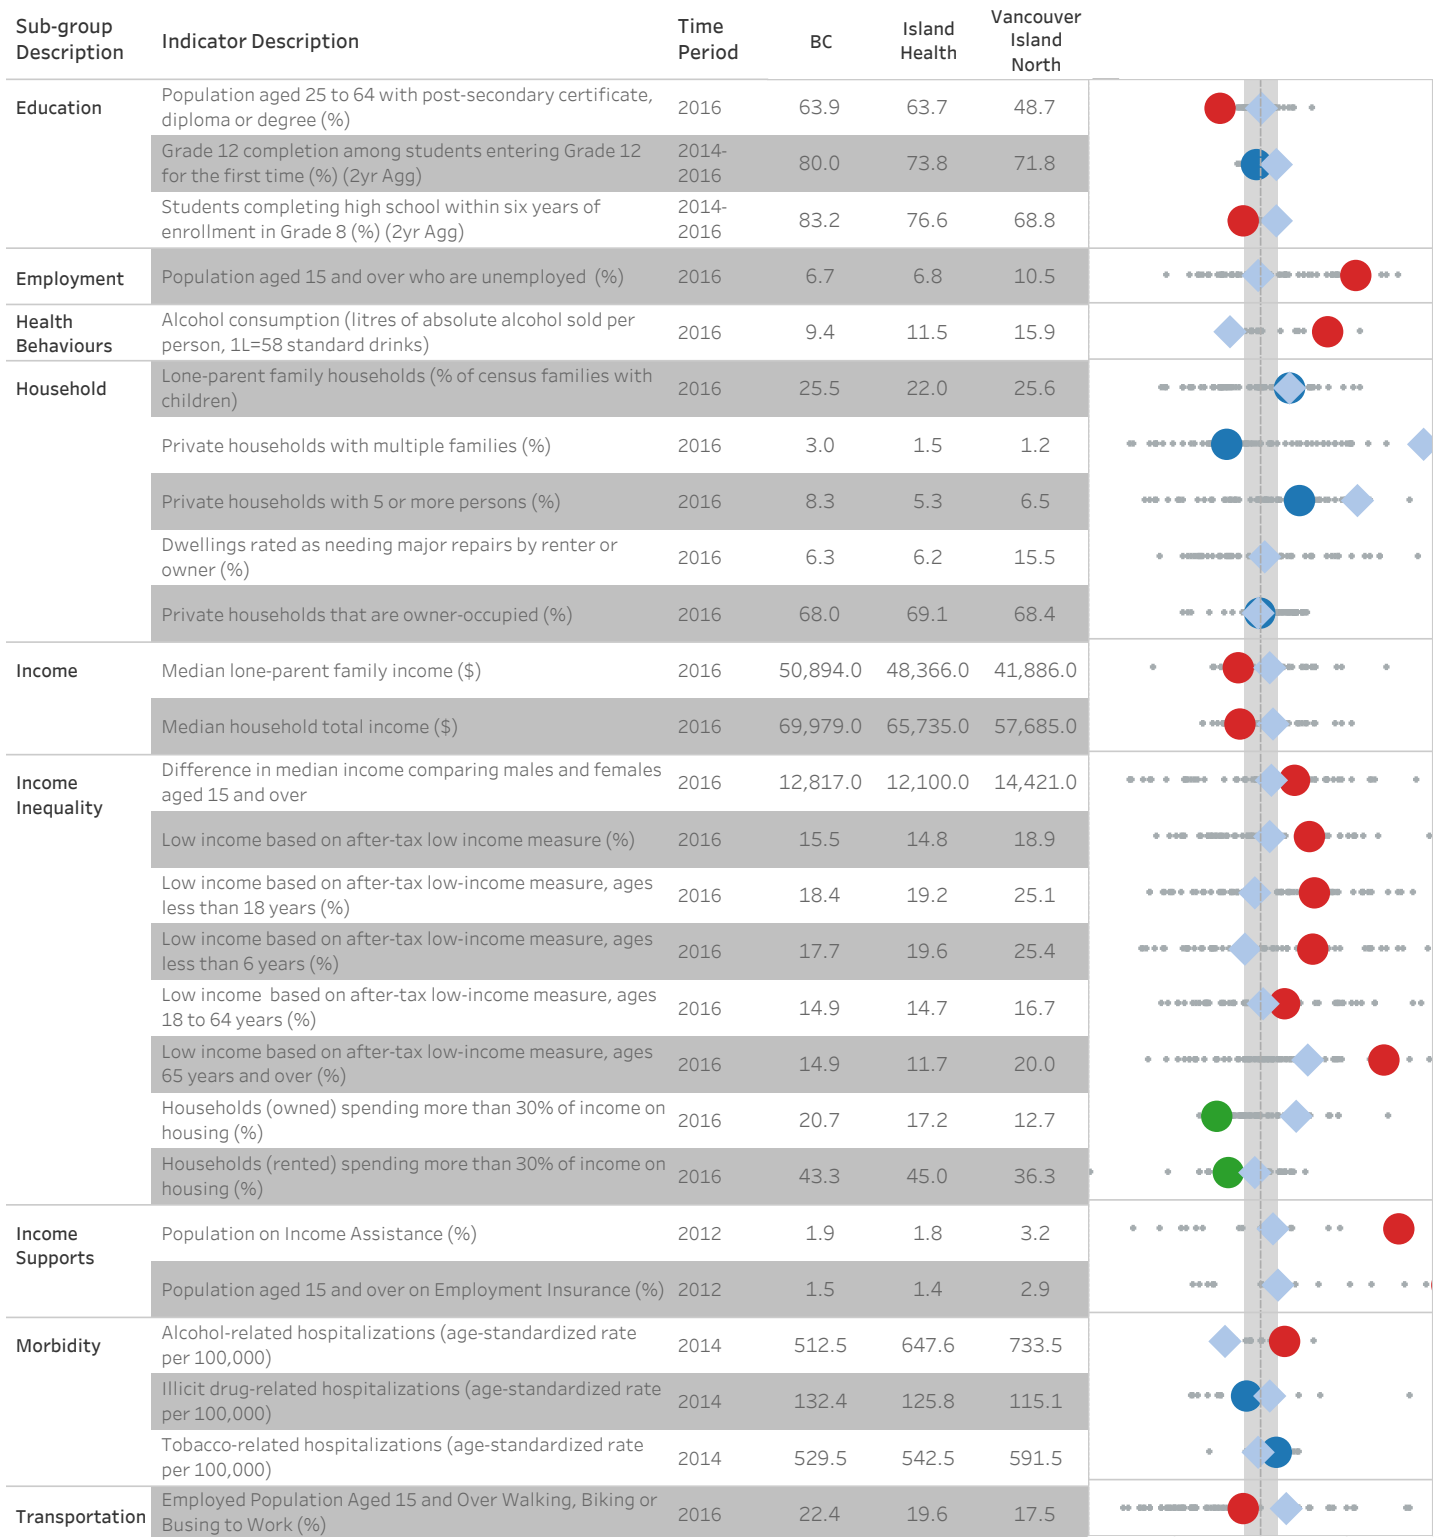 Sub-group
Description
Indicator Description
Time
Period
BC
Island
Health
Vancouver
Island
North
Education
Population aged 25 to 64 with post-secondary certificate,
diploma or degree (%)
2016
63.9
63.7
48.7
Grade 12 completion among students entering Grade 12
for the first time (%) (2yr Agg)
2014-
2016
80.0
73.8
71.8
Students completing high school within six years of
enrollment in Grade 8 (%) (2yr Agg)
2014-
2016
83.2
76.6
68.8
Employment
Population aged 15 and over who are unemployed (%)
2016
6.7
6.8
10.5
Health
Behaviours
Alcohol consumption (litres of absolute alcohol sold per
person, 1L=58 standard drinks)
2016
9.4
11.5
15.9
Household
Lone-parent family households (% of census families with
children)
2016
25.5
22.0
25.6
Private households with multiple families (%)
2016
3.0
1.5
1.2
Private households with 5 or more persons (%)
2016
8.3
5.3
6.5
Dwellings rated as needing major repairs by renter or
owner (%)
2016
6.3
6.2
15.5
Private households that are owner-occupied (%)
2016
68.0
69.1
68.4
Income
Median lone-parent family income ($)
2016
50,894.0
48,366.0
41,886.0
Median household total income ($)
2016
69,979.0
65,735.0
57,685.0
Income
Inequality
Difference in median income comparing males and females
aged 15 and over
2016
12,817.0
12,100.0
14,421.0
Low income based on after-tax low income measure (%)
2016
15.5
14.8
18.9
Low income based on after-tax low-income measure, ages
less than 18 years (%)
2016
18.4
19.2
25.1
Low income based on after-tax low-income measure, ages
less than 6 years (%)
2016
17.7
19.6
25.4
Low income based on after-tax low-income measure, ages
18 to 64 years (%)
2016
14.9
14.7
16.7
Low income based on after-tax low-income measure, ages
65 years and over (%)
2016
14.9
11.7
20.0
Households (owned) spending more than 30% of income on
housing (%)
2016
20.7
17.2
12.7
Households (rented) spending more than 30% of income on
housing (%)
2016
43.3
45.0
36.3
Income
Supports
Population on Income Assistance (%)
2012
1.9
1.8
3.2
Population aged 15 and over on Employment Insurance (%)
2012
1.5
1.4
2.9
Morbidity
Alcohol-related hospitalizations (age-standardized rate
per 100,000)
2014
512.5
647.6
733.5
Illicit drug-related hospitalizations (age-standardized rate
per 100,000)
2014
132.4
125.8
115.1
Tobacco-related hospitalizations (age-standardized rate
per 100,000)
2014
529.5
542.5
591.5
Transportation
Employed Population Aged 15 and Over Walking, Biking or
Busing to Work (%)
2016
22.4
19.6
17.5